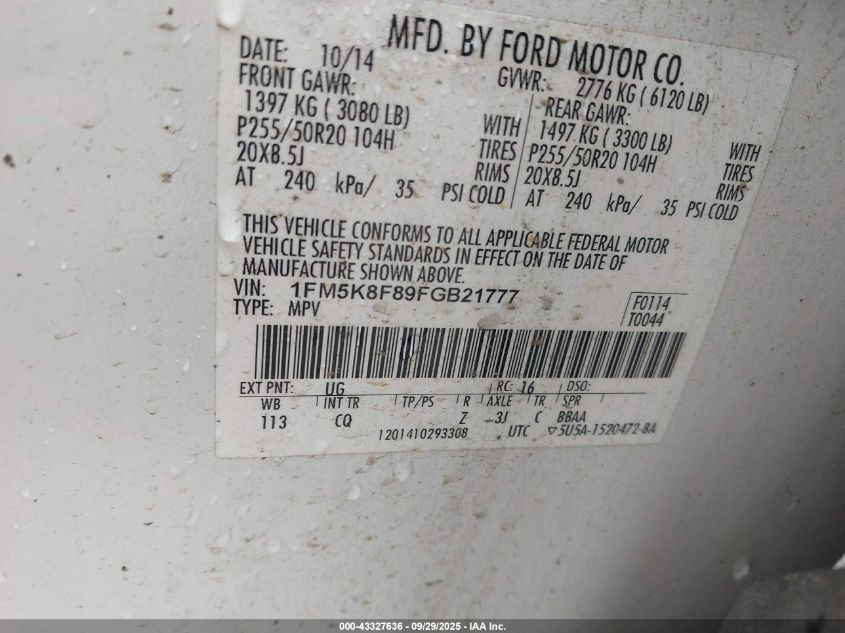 MFD. BY FORD MOTOR CO.
DATE: 10/14 GVWR: 2776 KG ( 6120 LB)
FRONT GAWR: REAR GAWR:
1397 KG ( 3080 LB) WITH 1497 KG ( 3300 LB) WITH
P255/50R20 104H TIRES P255/50R20 104H TIRES
20X8.5J RIMS 20X8.5J RIMS
AT 240 kPa/ 35 PSI COLD AT 240 kPa/ 35 PSI COLD
THIS VEHICLE CONFORMS TO ALL APPLICABLE FEDERAL MOTOR
VEHICLE SAFETY STANDARDS IN EFFECT ON THE DATE OF
MANUFACTURE SHOWN ABOVE.
VIN: 1FM5K8F89FGB21777
TYPE: MPV
F0114
T0044
EXT PNT: UG RC: 16 DSO:
WB INT TR TP/PS R AXLE TR SPR
113 CQ Z 3J C BBAA
1201410293308 UTC ▽5U5A-1520472-BA
000-43327636 - 09/29/2025 - IAA Inc.